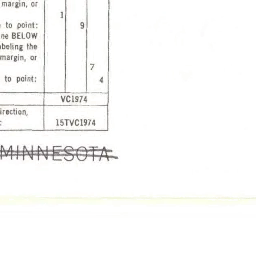 margin, or
1
to point:
9
ne BELOW
beling the
margin, or
7
to point;
4
VC1974
irection,
15TVC1974
MINNESOTA